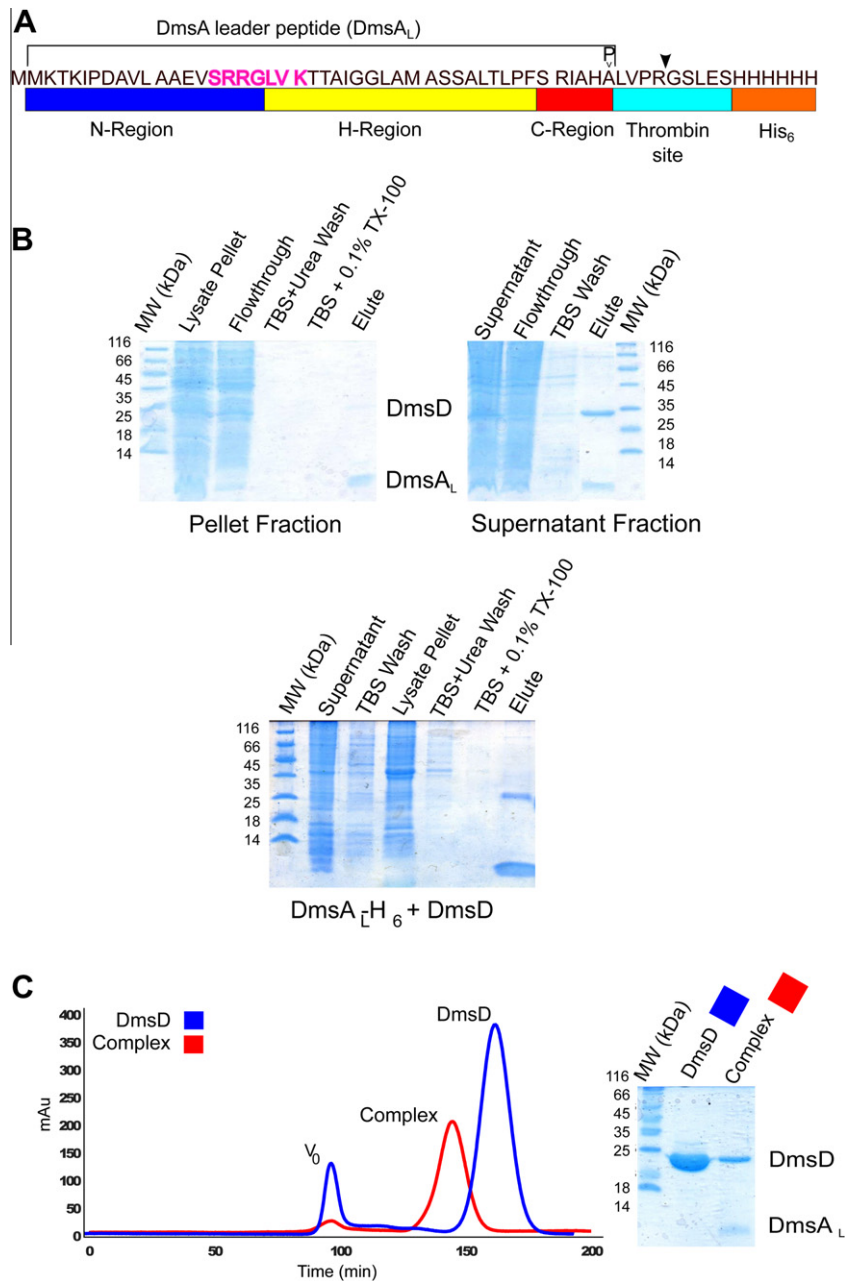 A
DmsA leader peptide (DmsAL)
P
v
MMKTKIPDAVL AAEVSRRGLV KTTAIGGLAM ASSALTLPFS RIAHALVPRGSLESHHHHHH
N-Region H-Region C-Region Thrombin site His6
B
MW (kDa) Lysate Pellet Flowthrough TBS+Urea Wash TBS + 0.1% TX-100 Elute
116
66
45
35
25
18
14
DmsD
DmsAL
Pellet Fraction
Supernatant Flowthrough TBS Wash Elute MW (kDa)
116
66
45
35
25
18
14
Supernatant Fraction
MW (kDa) Supernatant TBS Wash Lysate Pellet TBS+Urea Wash TBS + 0.1% TX-100 Elute
116
66
45
35
25
18
14
DmsA L-H 6 + DmsD
C
DmsD
Complex
mAu
400
350
300
250
200
150
100
50
0
V0
Complex
DmsD
0 50 100 150 200
Time (min)
MW (kDa) DmsD Complex
116
66
45
35
25
18
14
DmsD
DmsA L